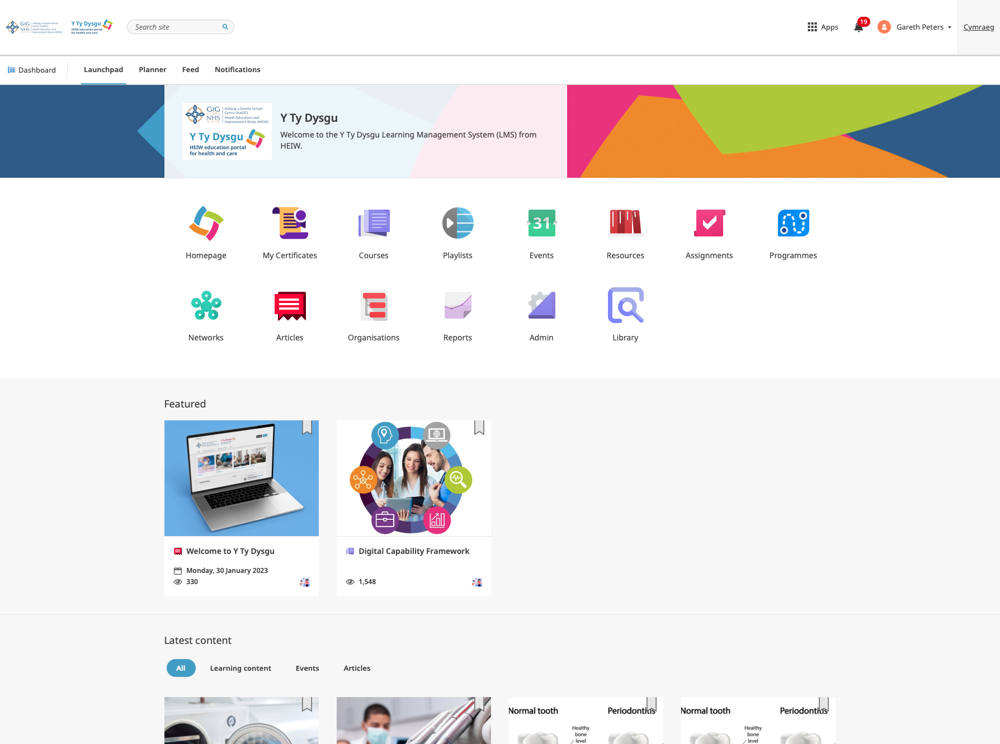 GIG
CYMRU
NHS
WALES
Addysg a Gwella Iechyd
Cymru (AaGIC)
Health Education and
Improvement Wales (HEIW)
Y Ty Dysgu
HEIW education portal
for health and care
Search site
Apps
19
Gareth Peters
Cymraeg
Dashboard
Launchpad
Planner
Feed
Notifications
GIG
CYMRU
NHS
WALES
Addysg a Gwella Iechyd
Cymru (AaGIC)
Health Education and
Improvement Wales (HEIW)
Y Ty Dysgu
HEIW education portal
for health and care
Y Ty Dysgu
Welcome to the Y Ty Dysgu Learning Management System (LMS) from
HEIW.
31
Homepage
My Certificates
Courses
Playlists
Events
Resources
Assignments
Programmes
Networks
Articles
Organisations
Reports
Admin
Library
Featured
Welcome to Y Ty Dysgu
Monday, 30 January 2023
330
Digital Capability Framework
1,548
Latest content
All
Learning content
Events
Articles
Normal tooth
Periodontitis
Healthy
bone
level
Normal tooth
Periodontitis
Healthy
bone
level